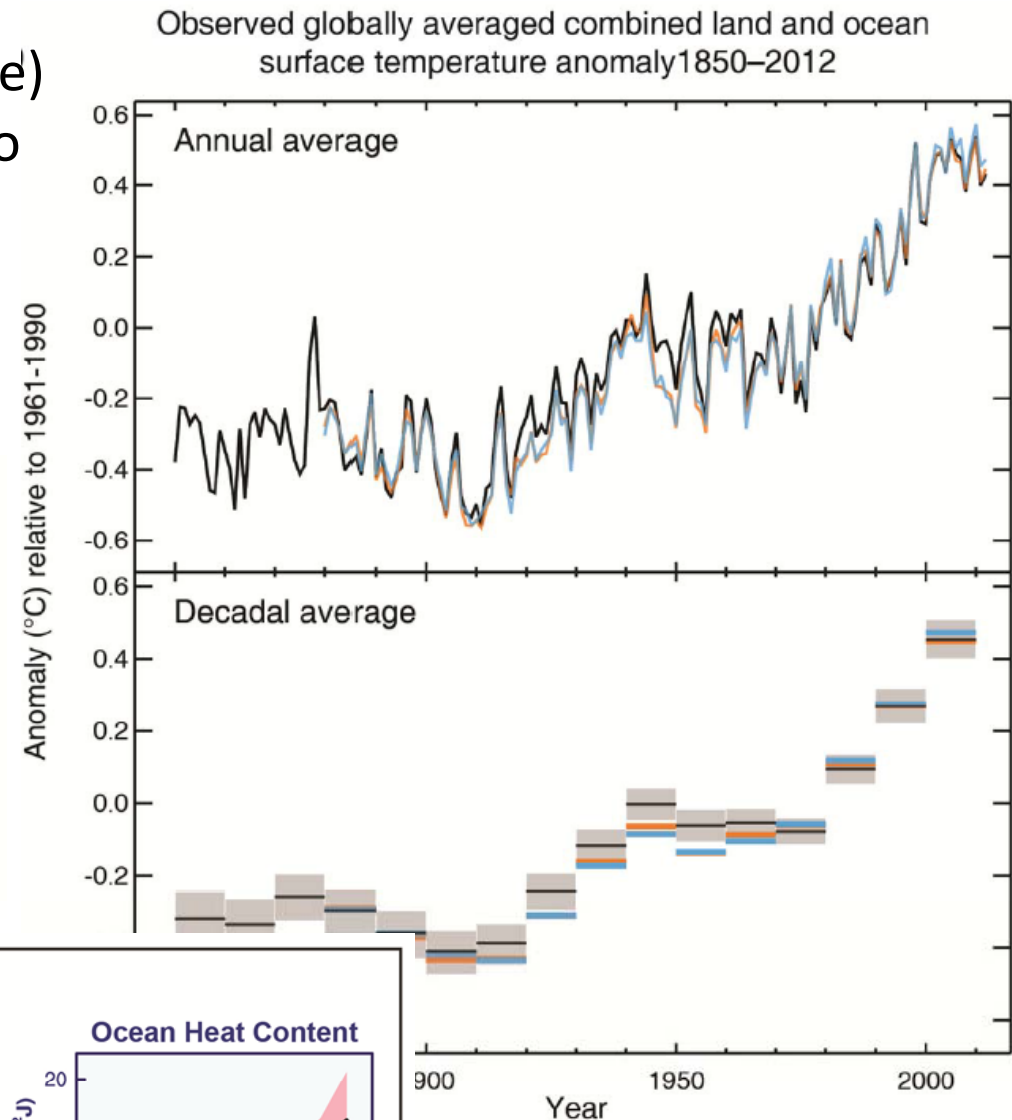 Observed globally averaged combined land and ocean
surface temperature anomaly1850–2012
e)
o
Annual average
0.6
0.4
0.2
0.0
-0.2
-0.4
-0.6
Anomaly (°C) relative to 1961-1990
Decadal average
0.6
0.4
0.2
0.0
-0.2
900
1950
2000
Year
Ocean Heat Content
20
J)